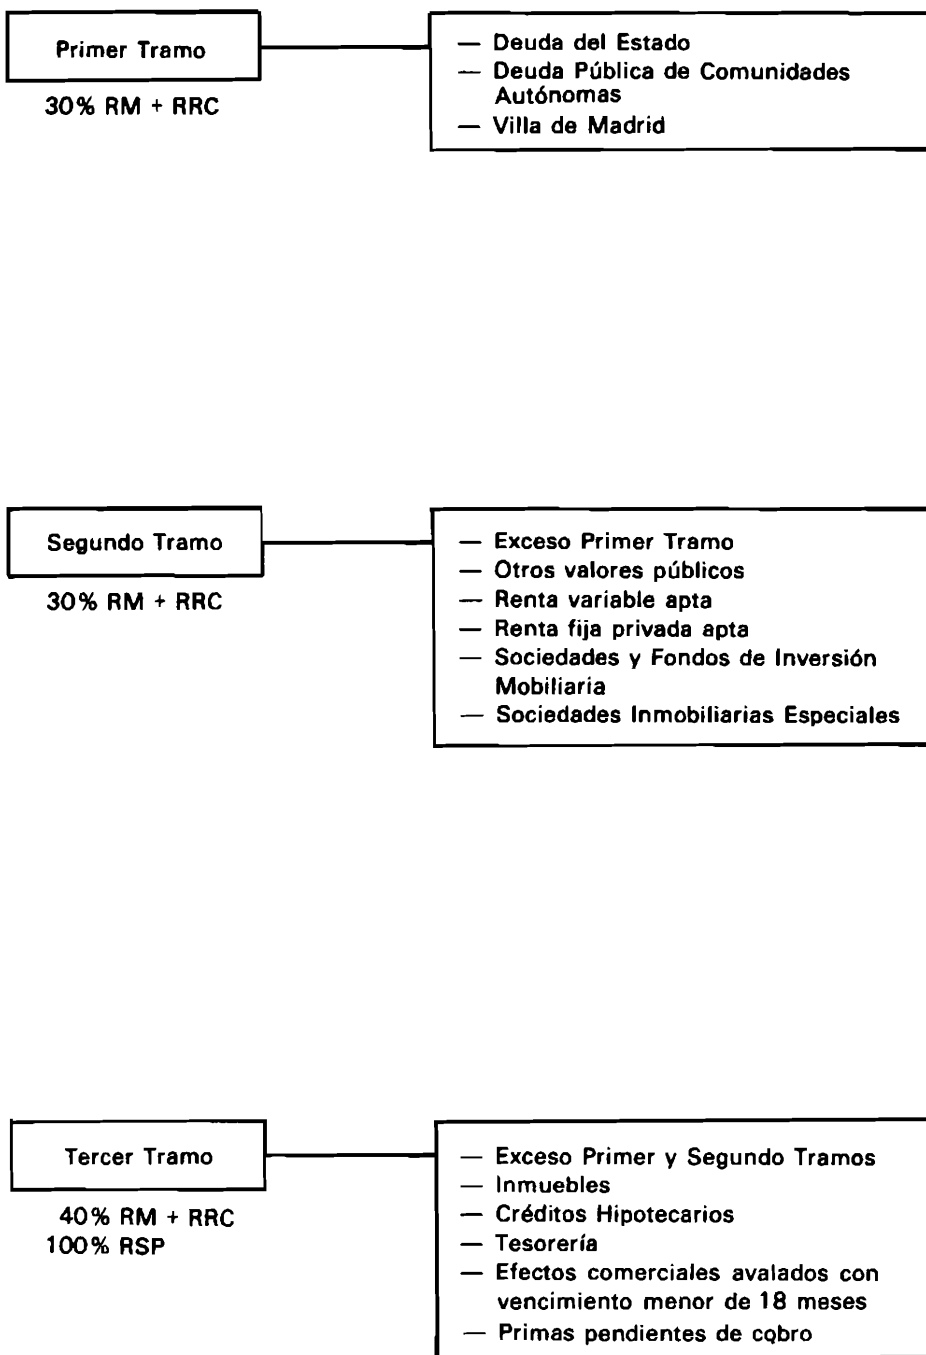 Primer Tramo
30% RM + RRC
— Deuda del Estado
— Deuda Pública de Comunidades
Autónomas
— Villa de Madrid
Segundo Tramo
30% RM + RRC
— Exceso Primer Tramo
— Otros valores públicos
— Renta variable apta
— Renta fija privada apta
— Sociedades y Fondos de Inversión
Mobiliaria
— Sociedades Inmobiliarias Especiales
Tercer Tramo
40% RM + RRC
100% RSP
— Exceso Primer y Segundo Tramos
— Inmuebles
— Créditos Hipotecarios
— Tesorería
— Efectos comerciales avalados con
vencimiento menor de 18 meses
— Primas pendientes de cobro